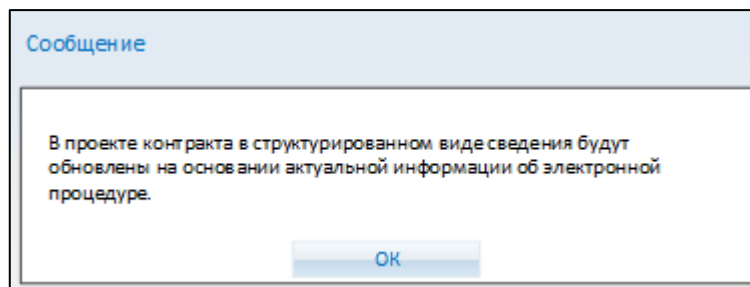 Сообщение
В проекте контракта в структурированном виде сведения будут
обновлены на основании актуальной информации об электронной
процедуре.
ОК